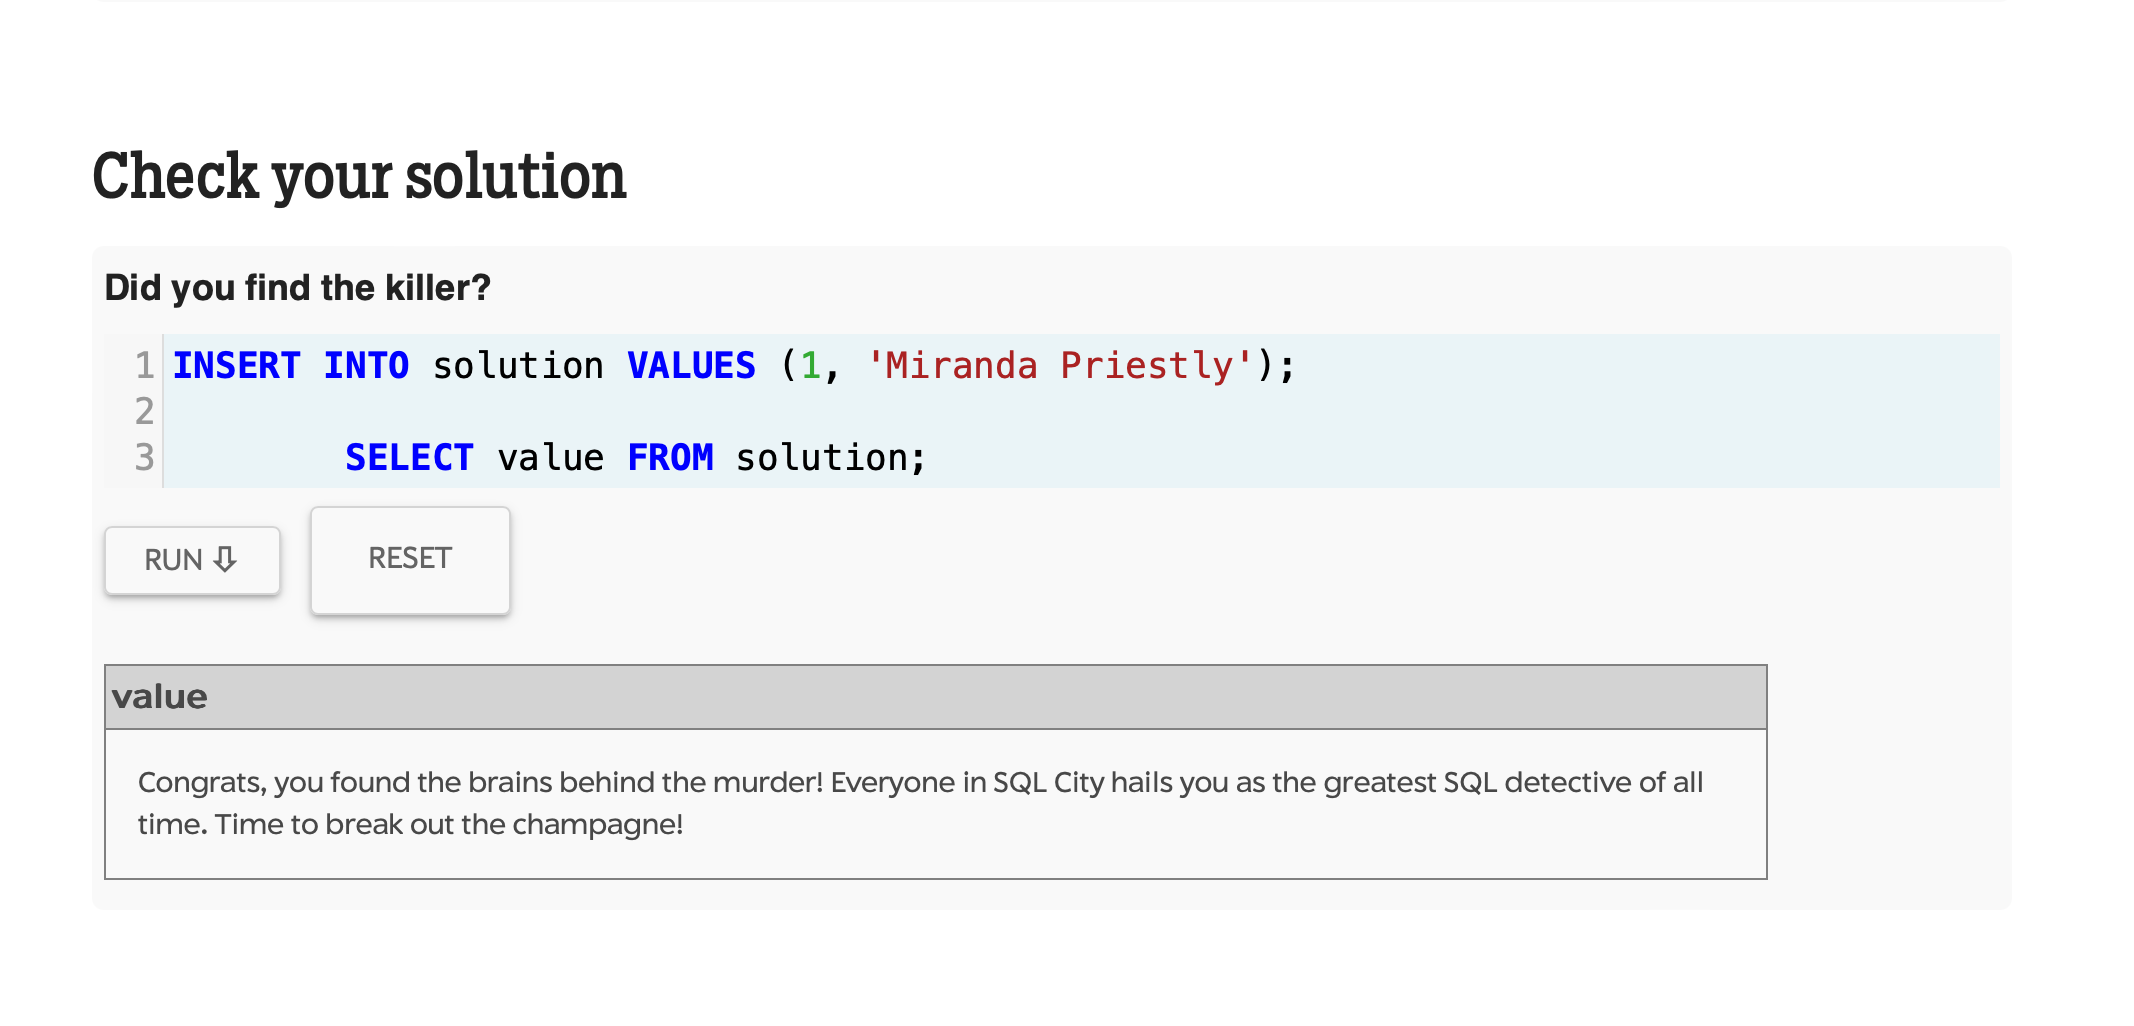 Check your solution
Did you find the killer?
1 INSERT INTO solution VALUES (1, 'Miranda Priestly');
2
3         SELECT value FROM solution;
RUN ⇩ RESET
value
Congrats, you found the brains behind the murder! Everyone in SQL City hails you as the greatest SQL detective of all
time. Time to break out the champagne!